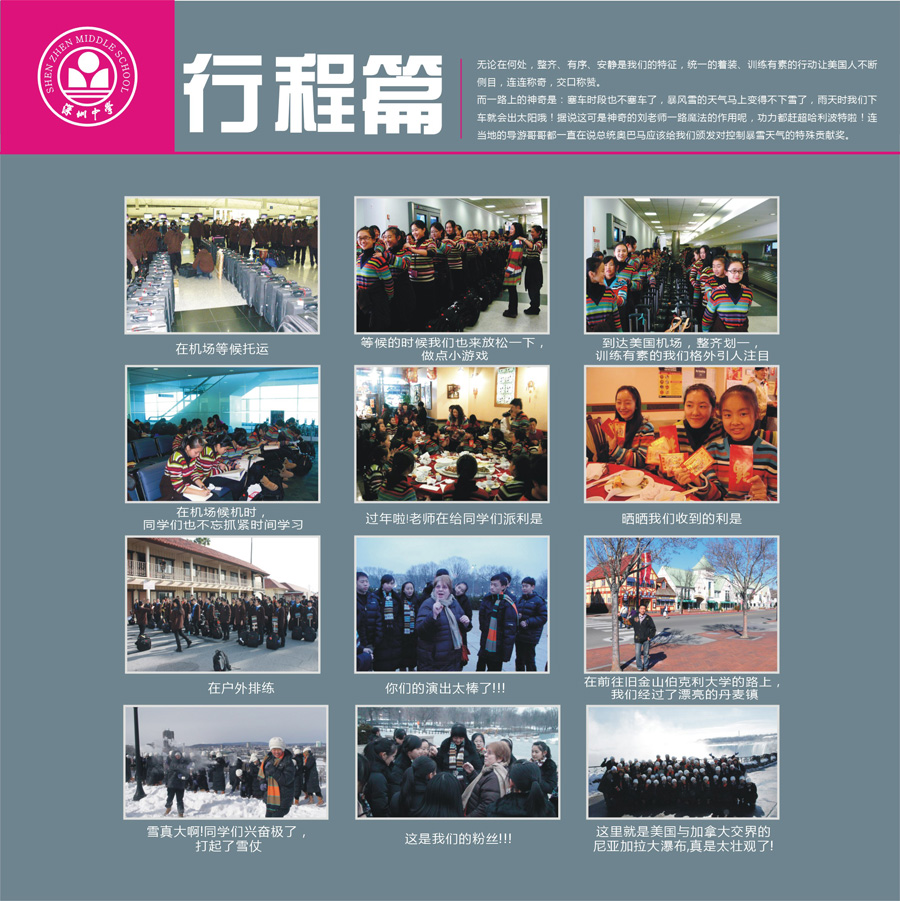 SHEN ZHEN MIDDLE SCHOOL
深圳中学
行程篇
无论在何处，整齐、有序、安静是我们的特征，统一的着装、训练有素的行动让美国人不断
侧目，连连称奇，交口称赞。
而一路上的神奇是：塞车时段也不塞车了，暴风雪的天气马上变得不下雪了，雨天时我们下
车就会出太阳哦！据说这可是神奇的刘老师一路魔法的作用呢，功力都赶超哈利波特啦！连
当地的导游哥哥都一直在说总统奥巴马应该给我们颁发对控制暴雪天气的特殊贡献奖。
在机场等候托运
等候的时候我们也来放松一下，
做点小游戏
到达美国机场，整齐划一，
训练有素的我们格外引人注目
在机场候机时，
同学们也不忘抓紧时间学习
过年啦!老师在给同学们派利是
晒晒我们收到的利是
在户外排练
你们的演出太棒了!!!
在前往旧金山伯克利大学的路上，
我们经过了漂亮的丹麦镇
雪真大啊!同学们兴奋极了，
打起了雪仗
这是我们的粉丝!!!
这里就是美国与加拿大交界的
尼亚加拉大瀑布,真是太壮观了!